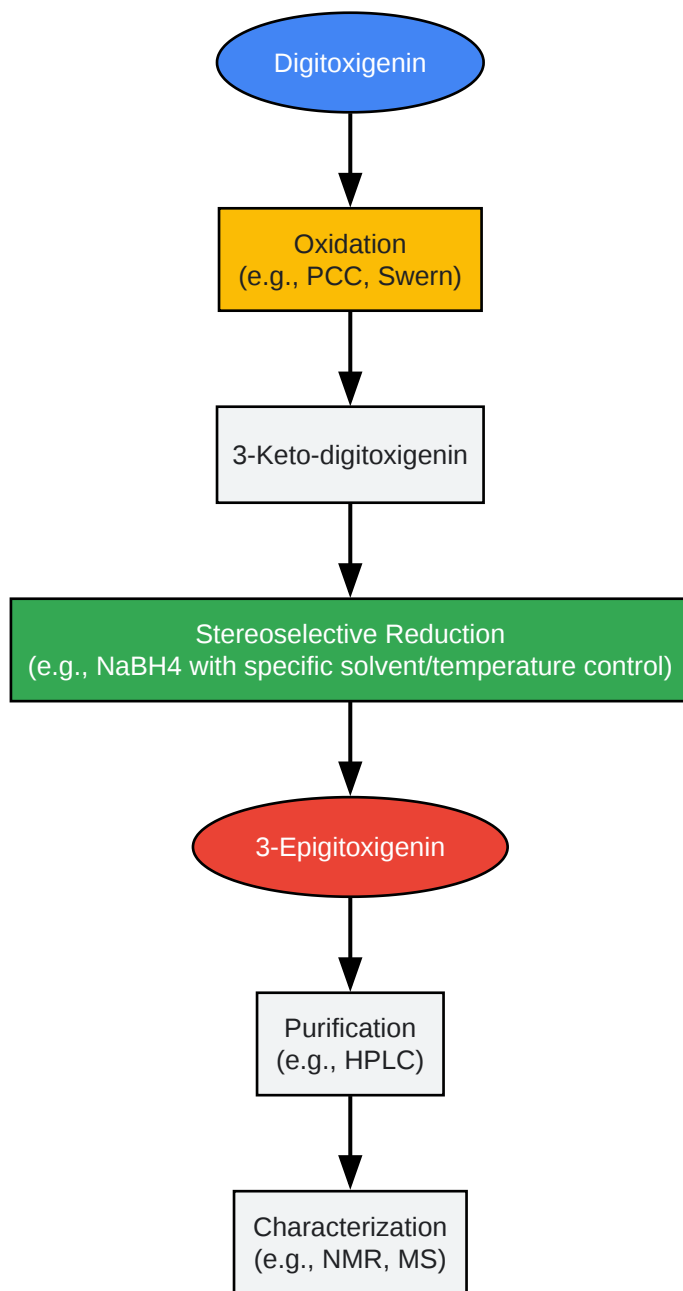 Digitoxigenin
Oxidation
(e.g., PCC, Swern)
3-Keto-digitoxigenin
Stereoselective Reduction
(e.g., NaBH4 with specific solvent/temperature control)
3-Epigitoxigenin
Purification
(e.g., HPLC)
Characterization
(e.g., NMR, MS)